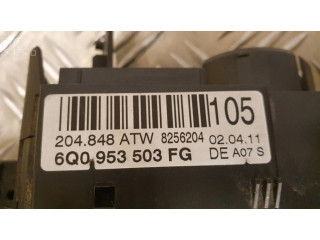 105
204.848 ATW 8256204 02.04.11
6Q0 953 503 FG DE A07 S